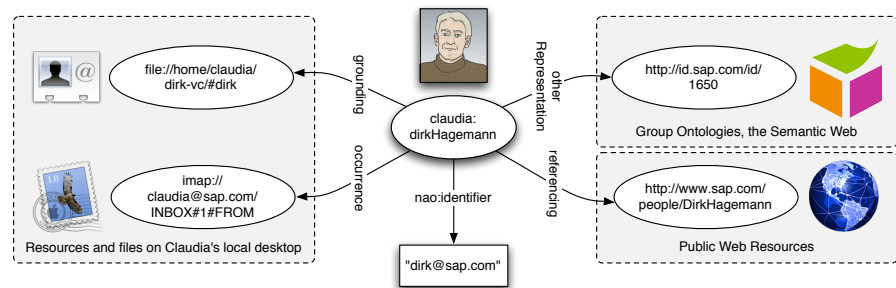 file://home/claudia/
dirk-vc/#dirk
@
1.0
imap://
claudia@sap.com/
INBOX#1#FROM
Resources and files on Claudia's local desktop
grounding
occurrence
claudia:
dirkHagemann
nao:identifier
"dirk@sap.com"
other
Representation
referencing
http://id.sap.com/id/
1650
Group Ontologies, the Semantic Web
http://www.sap.com/
people/DirkHagemann
Public Web Resources